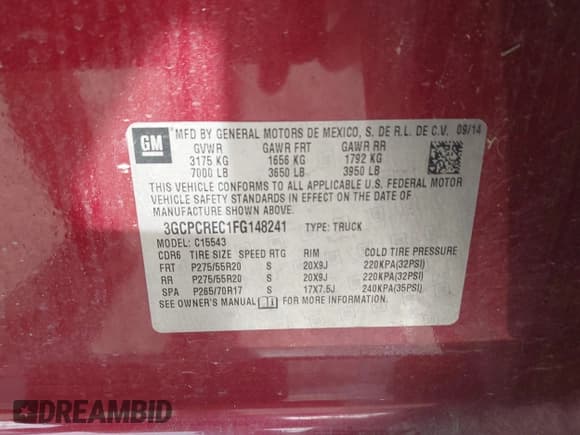 GM
MFD BY GENERAL MOTORS DE MEXICO, S. DE R.L. DE C.V. 09/14
GVWR GAWR FRT GAWR RR
3175 KG 1656 KG 1792 KG
7000 LB 3650 LB 3950 LB
THIS VEHICLE CONFORMS TO ALL APPLICABLE U.S. FEDERAL MOTOR
VEHICLE SAFETY STANDARDS IN EFFECT ON THE DATE OF
MANUFACTURE SHOWN ABOVE.
3GCPCREC1FG148241 TYPE: TRUCK
MODEL: C15543
CDR6 TIRE SIZE SPEED RTG RIM COLD TIRE PRESSURE
FRT P275/55R20 S 20X9J 220KPA(32PSI)
RR P275/55R20 S 20X9J 220KPA(32PSI)
SPA P265/70R17 S 17X7.5J 240KPA(35PSI)
SEE OWNER'S MANUAL FOR MORE INFORMATION.
DREAMBID